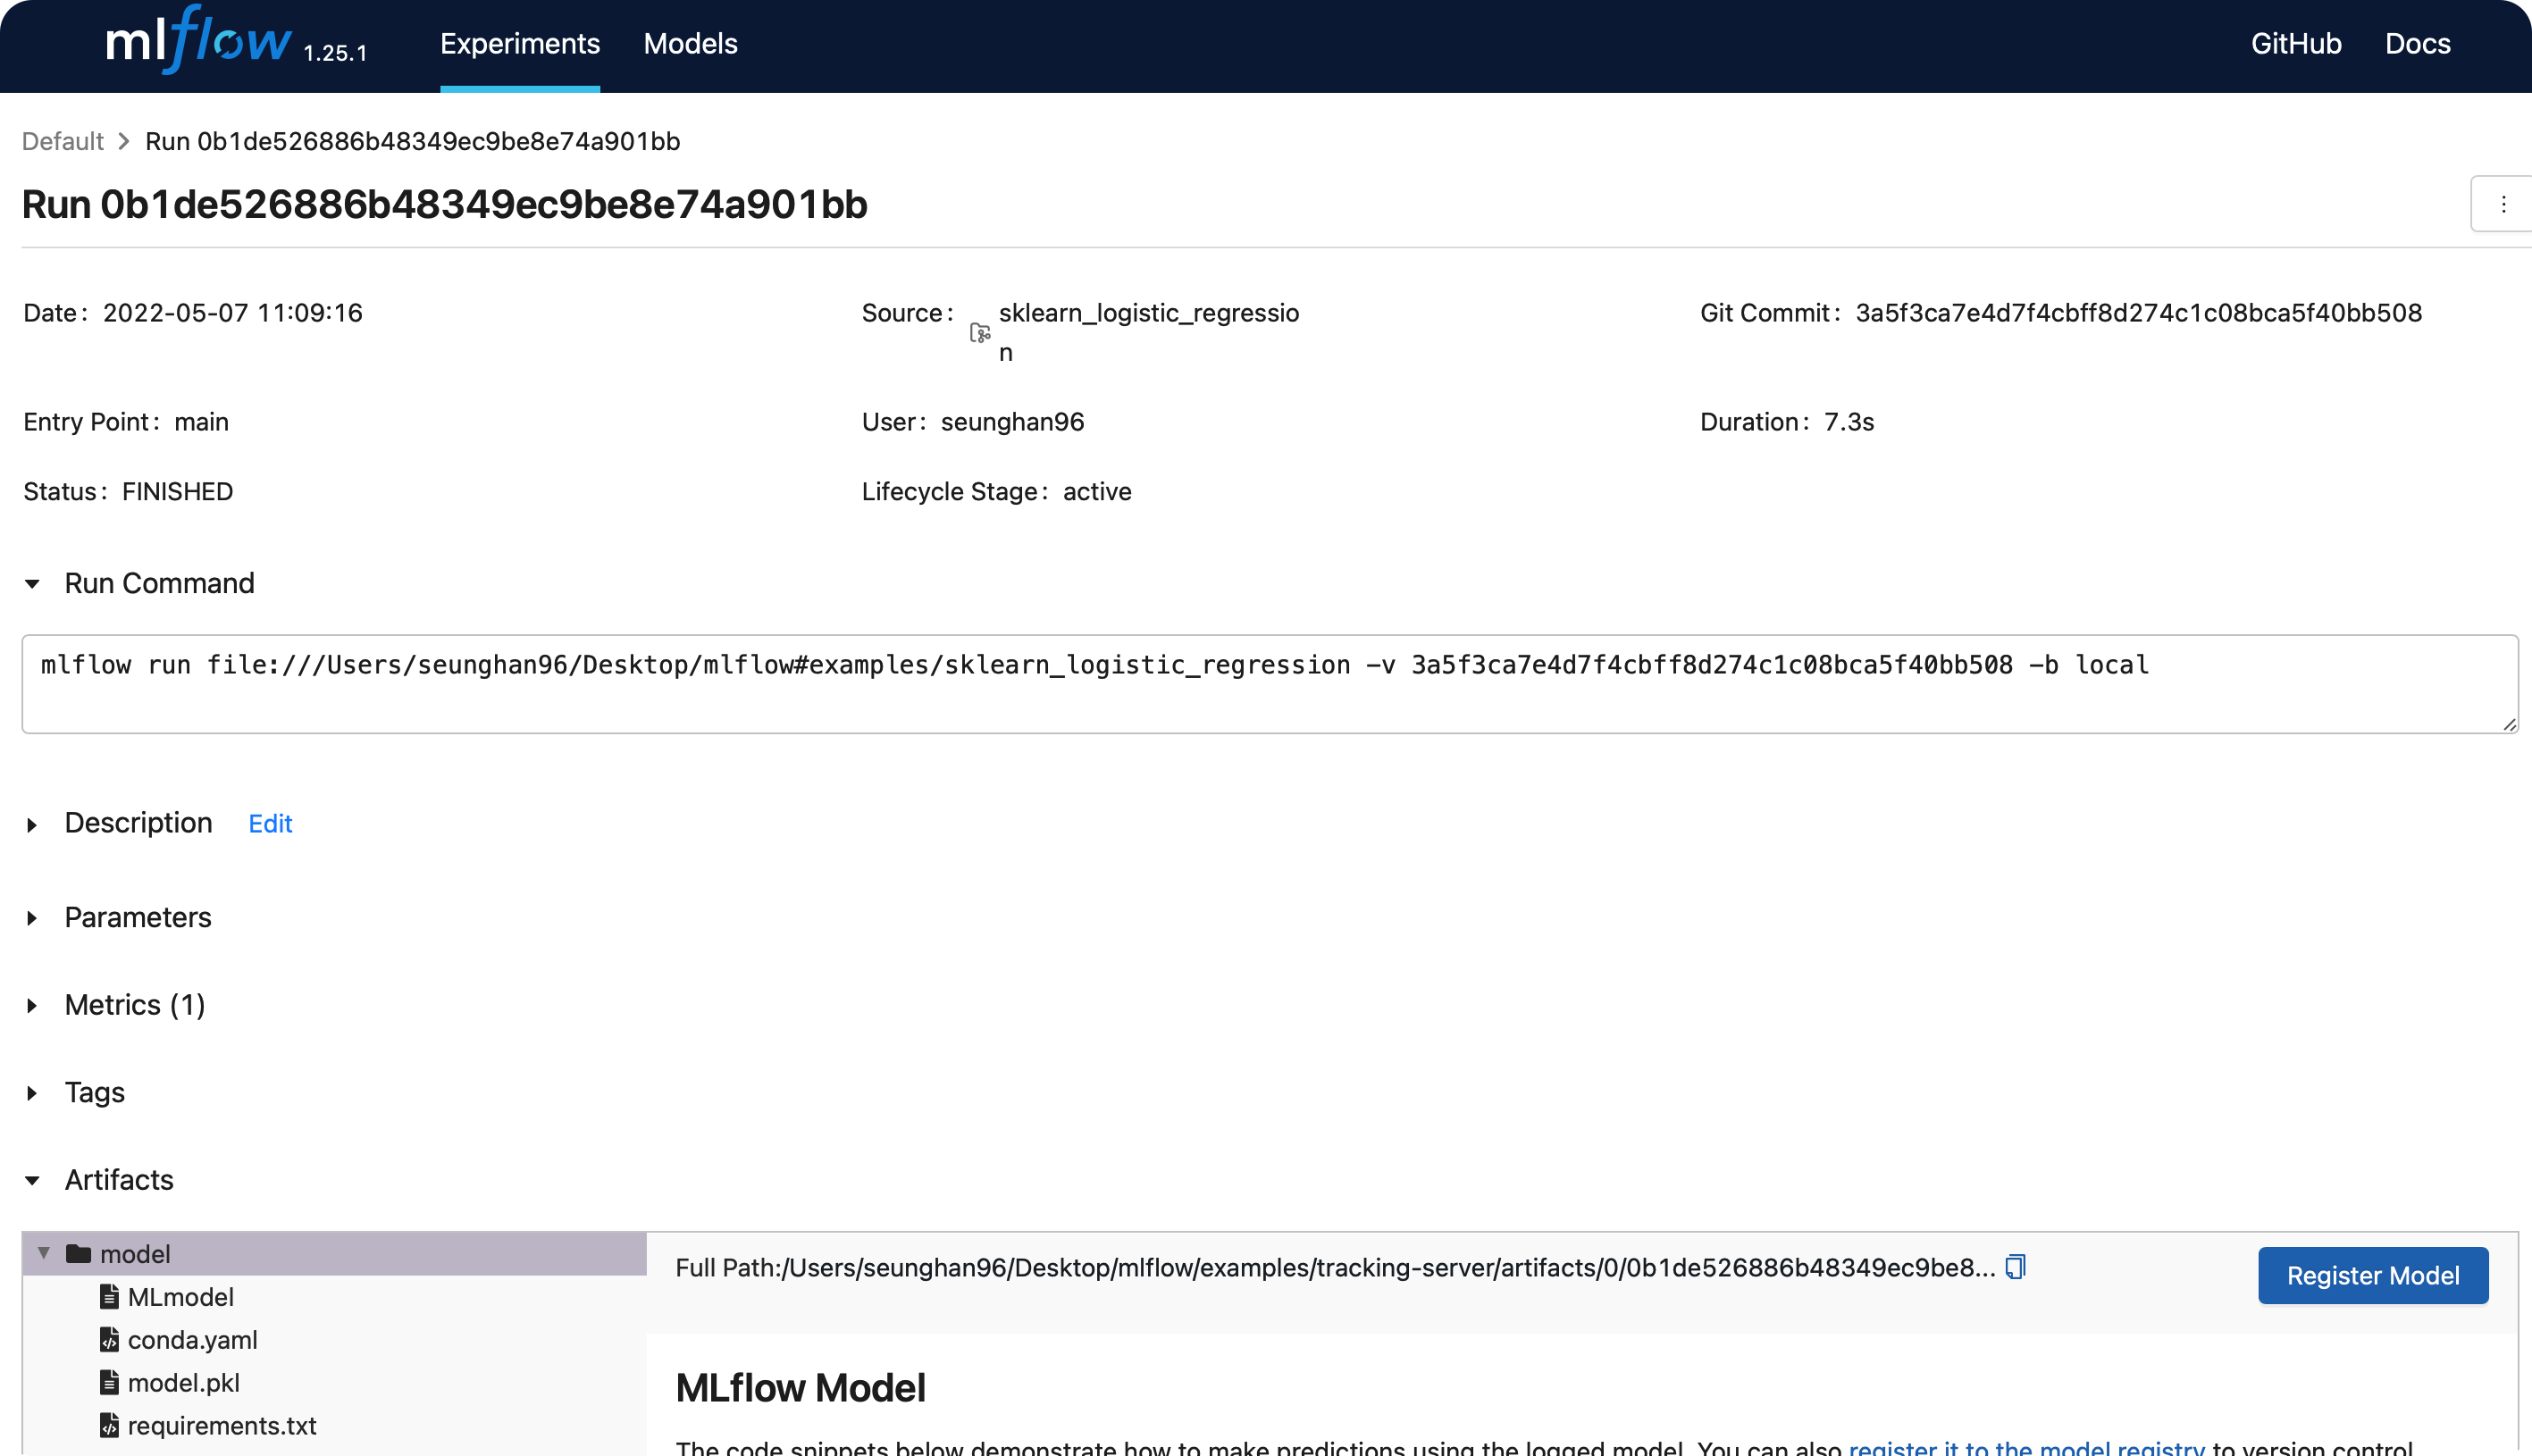 mlflow 1.25.1 Experiments Models GitHub Docs
Default > Run 0b1de526886b48349ec9be8e74a901bb
Run 0b1de526886b48349ec9be8e74a901bb
Date: 2022-05-07 11:09:16
Source: sklearn_logistic_regressio
n
Git Commit: 3a5f3ca7e4d7f4cbff8d274c1c08bca5f40bb508
Entry Point: main
User: seunghan96
Duration: 7.3s
Status: FINISHED
Lifecycle Stage: active
Run Command
mlflow run file:///Users/seunghan96/Desktop/mlflow#examples/sklearn_logistic_regression -v 3a5f3ca7e4d7f4cbff8d274c1c08bca5f40bb508 -b local
Description Edit
Parameters
Metrics (1)
Tags
Artifacts
model
MLmodel
conda.yaml
model.pkl
requirements.txt
Full Path:/Users/seunghan96/Desktop/mlflow/examples/tracking-server/artifacts/0/0b1de526886b48349ec9be8...
Register Model
MLflow Model
The code snippets below demonstrate how to make predictions using the logged model. You can also register it to the model registry to version control